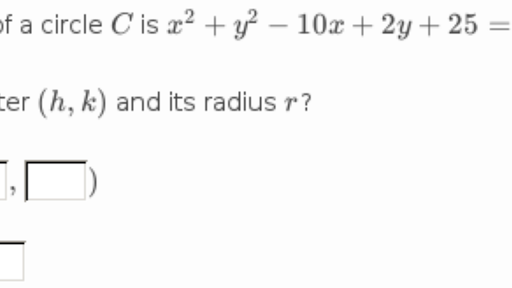 of a circle C is x² + y² − 10x + 2y + 25 =
ter (h, k) and its radius r?
, )